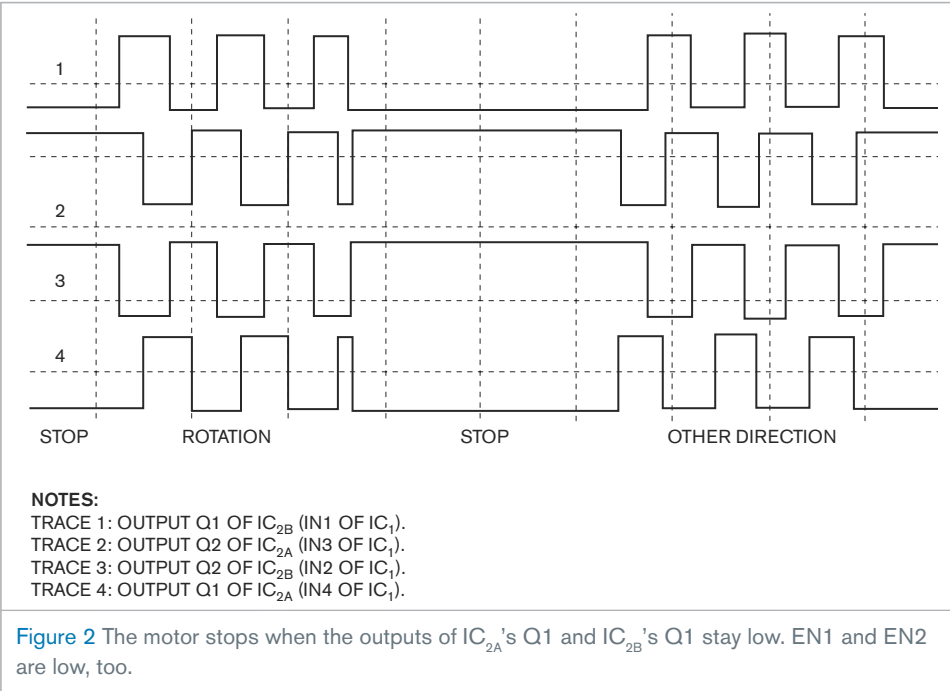 1
2
3
4
STOP ROTATION STOP OTHER DIRECTION
NOTES:
TRACE 1: OUTPUT Q1 OF IC2B (IN1 OF IC1).
TRACE 2: OUTPUT Q2 OF IC2A (IN3 OF IC1).
TRACE 3: OUTPUT Q2 OF IC2B (IN2 OF IC1).
TRACE 4: OUTPUT Q1 OF IC2A (IN4 OF IC1).
Figure 2 The motor stops when the outputs of IC2A's Q1 and IC2B's Q1 stay low. EN1 and EN2
are low, too.